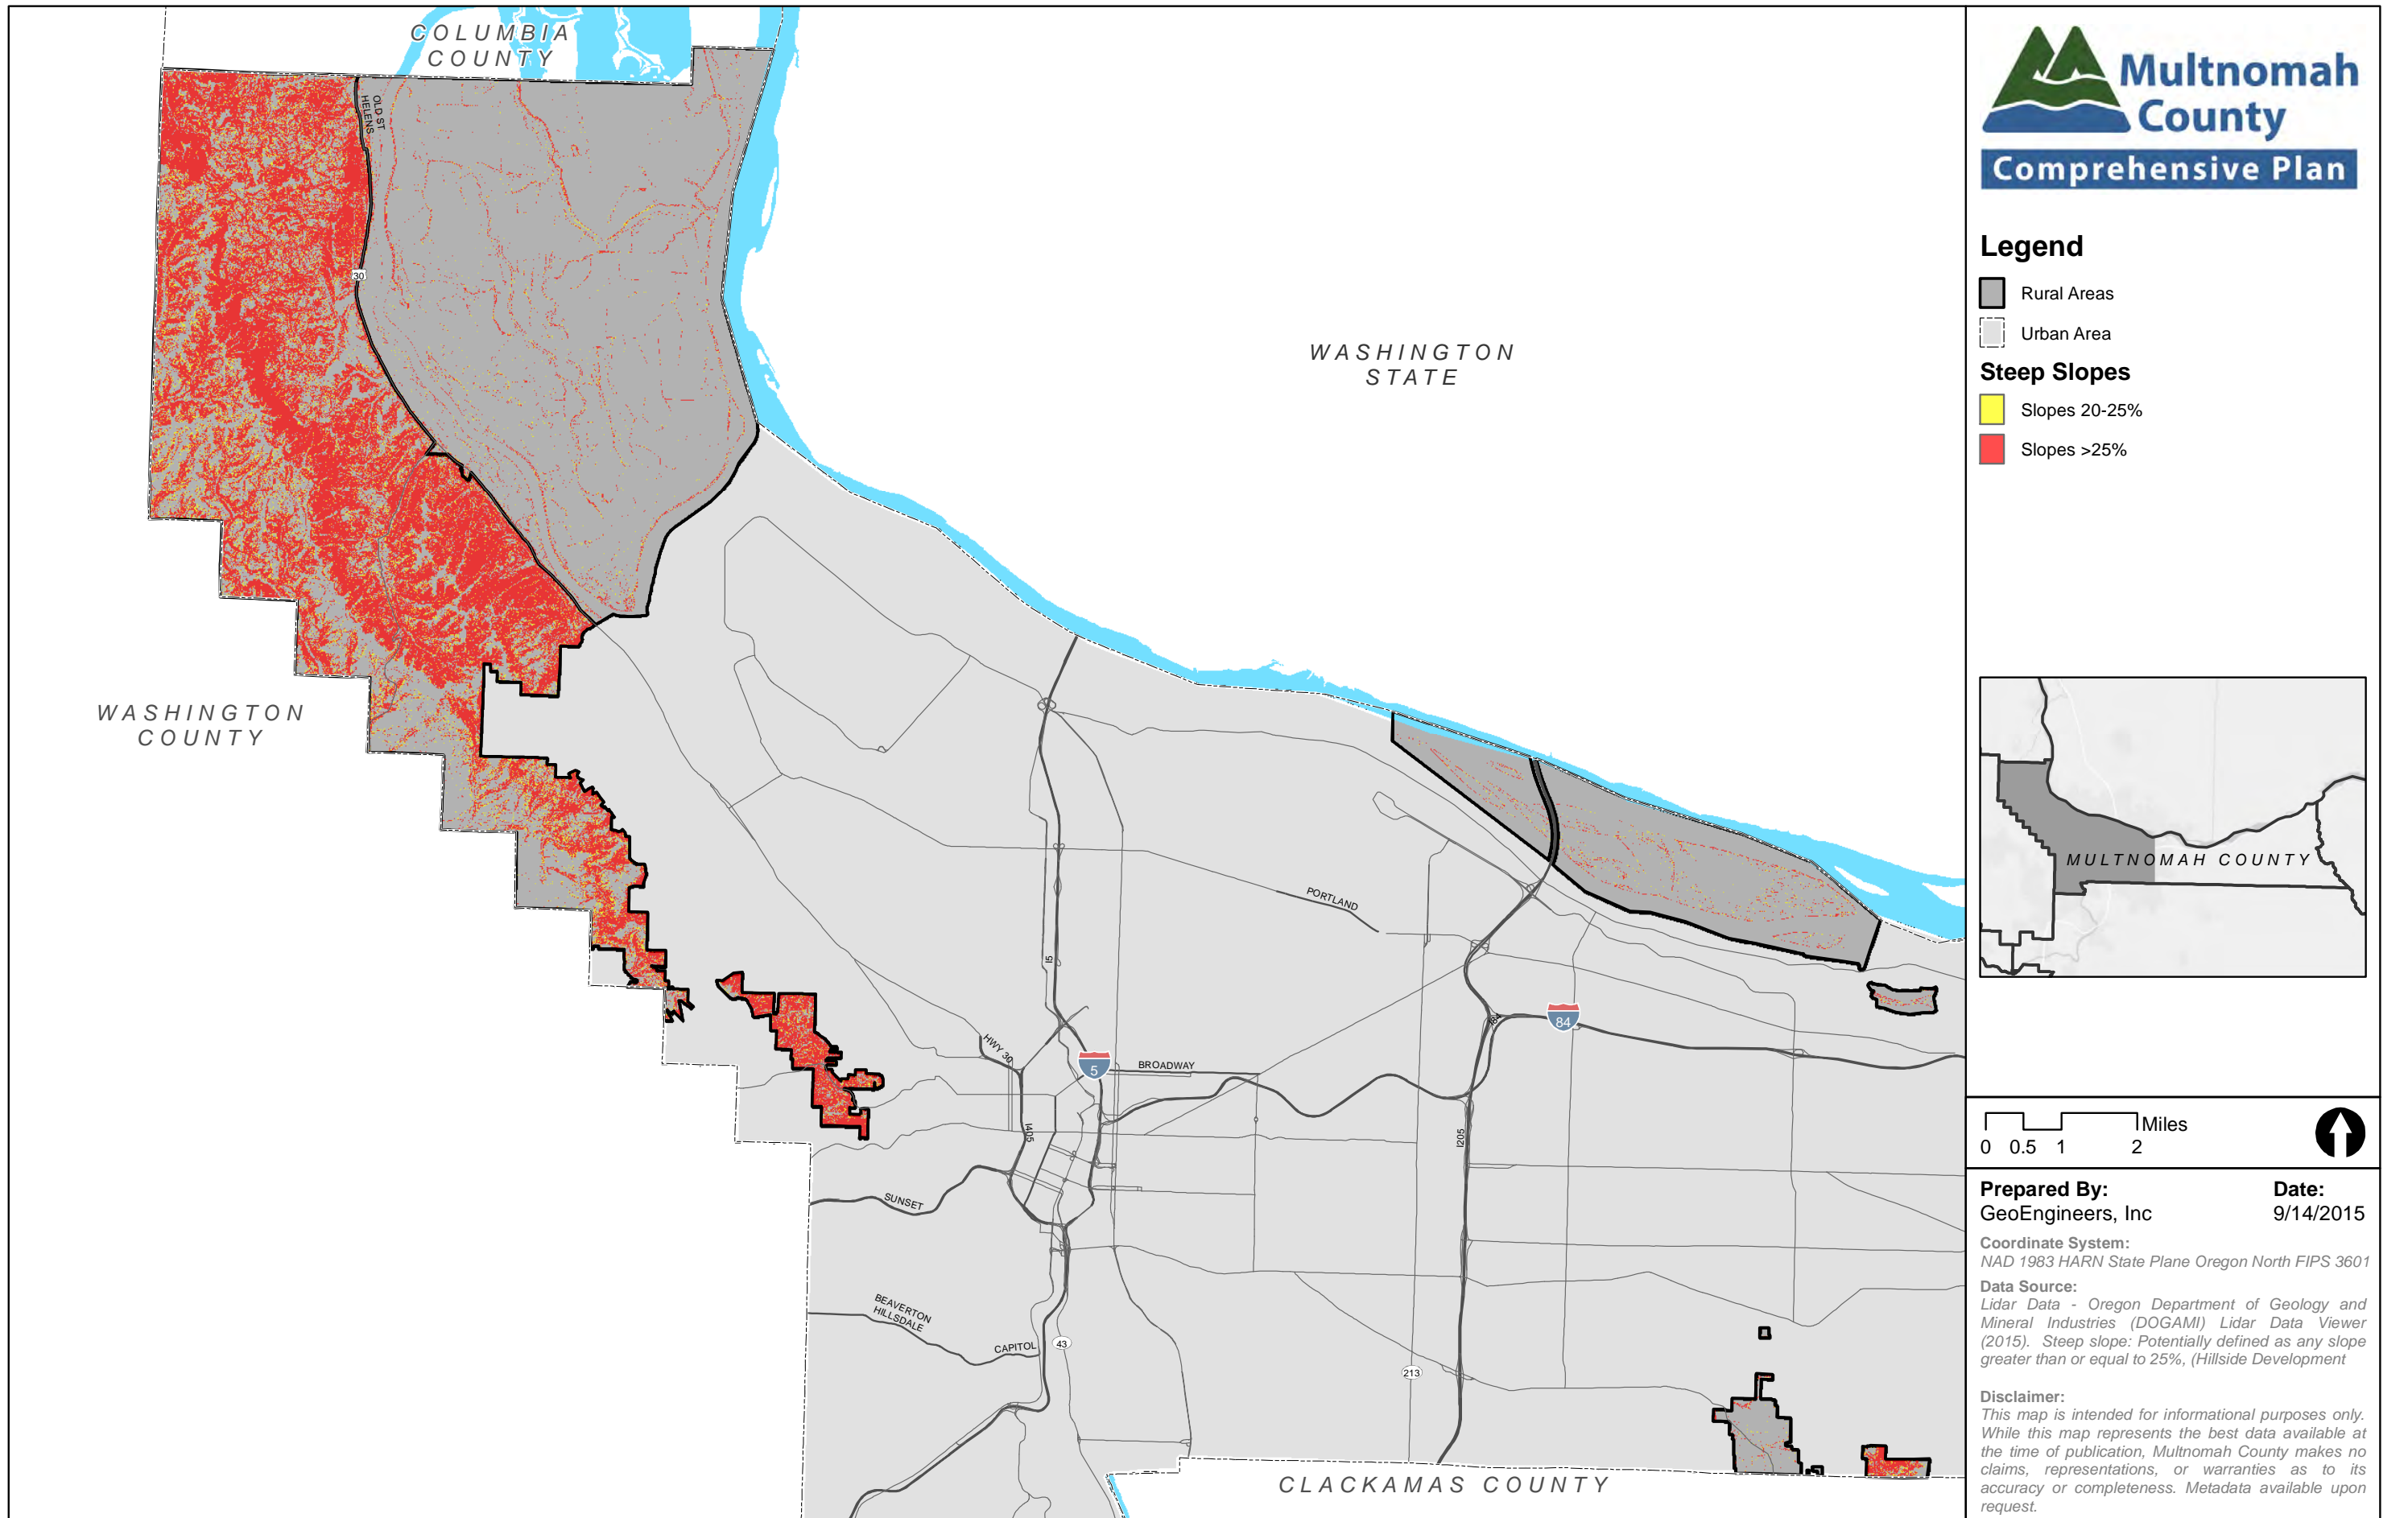 COLUMBIA
COUNTY
OLD ST
HELENS
30
WASHINGTON
STATE
WASHINGTON
COUNTY
PORTLAND
I5
HWY 30
5
BROADWAY
84
I84
I405
I205
SUNSET
BEAVERTON
HILLSDALE
CAPITOL
43
213
CLACKAMAS COUNTY
Multnomah
County
Comprehensive Plan
Legend
Rural Areas
Urban Area
Steep Slopes
Slopes 20-25%
Slopes >25%
MULTNOMAH COUNTY
Miles
0 0.5 1 2
Prepared By: Date:
GeoEngineers, Inc 9/14/2015
Coordinate System:
NAD 1983 HARN State Plane Oregon North FIPS 3601
Data Source:
Lidar Data - Oregon Department of Geology and
Mineral Industries (DOGAMI) Lidar Data Viewer
(2015). Steep slope: Potentially defined as any slope
greater than or equal to 25%, (Hillside Development
Disclaimer:
This map is intended for informational purposes only.
While this map represents the best data available at
the time of publication, Multnomah County makes no
claims, representations, or warranties as to its
accuracy or completeness. Metadata available upon
request.